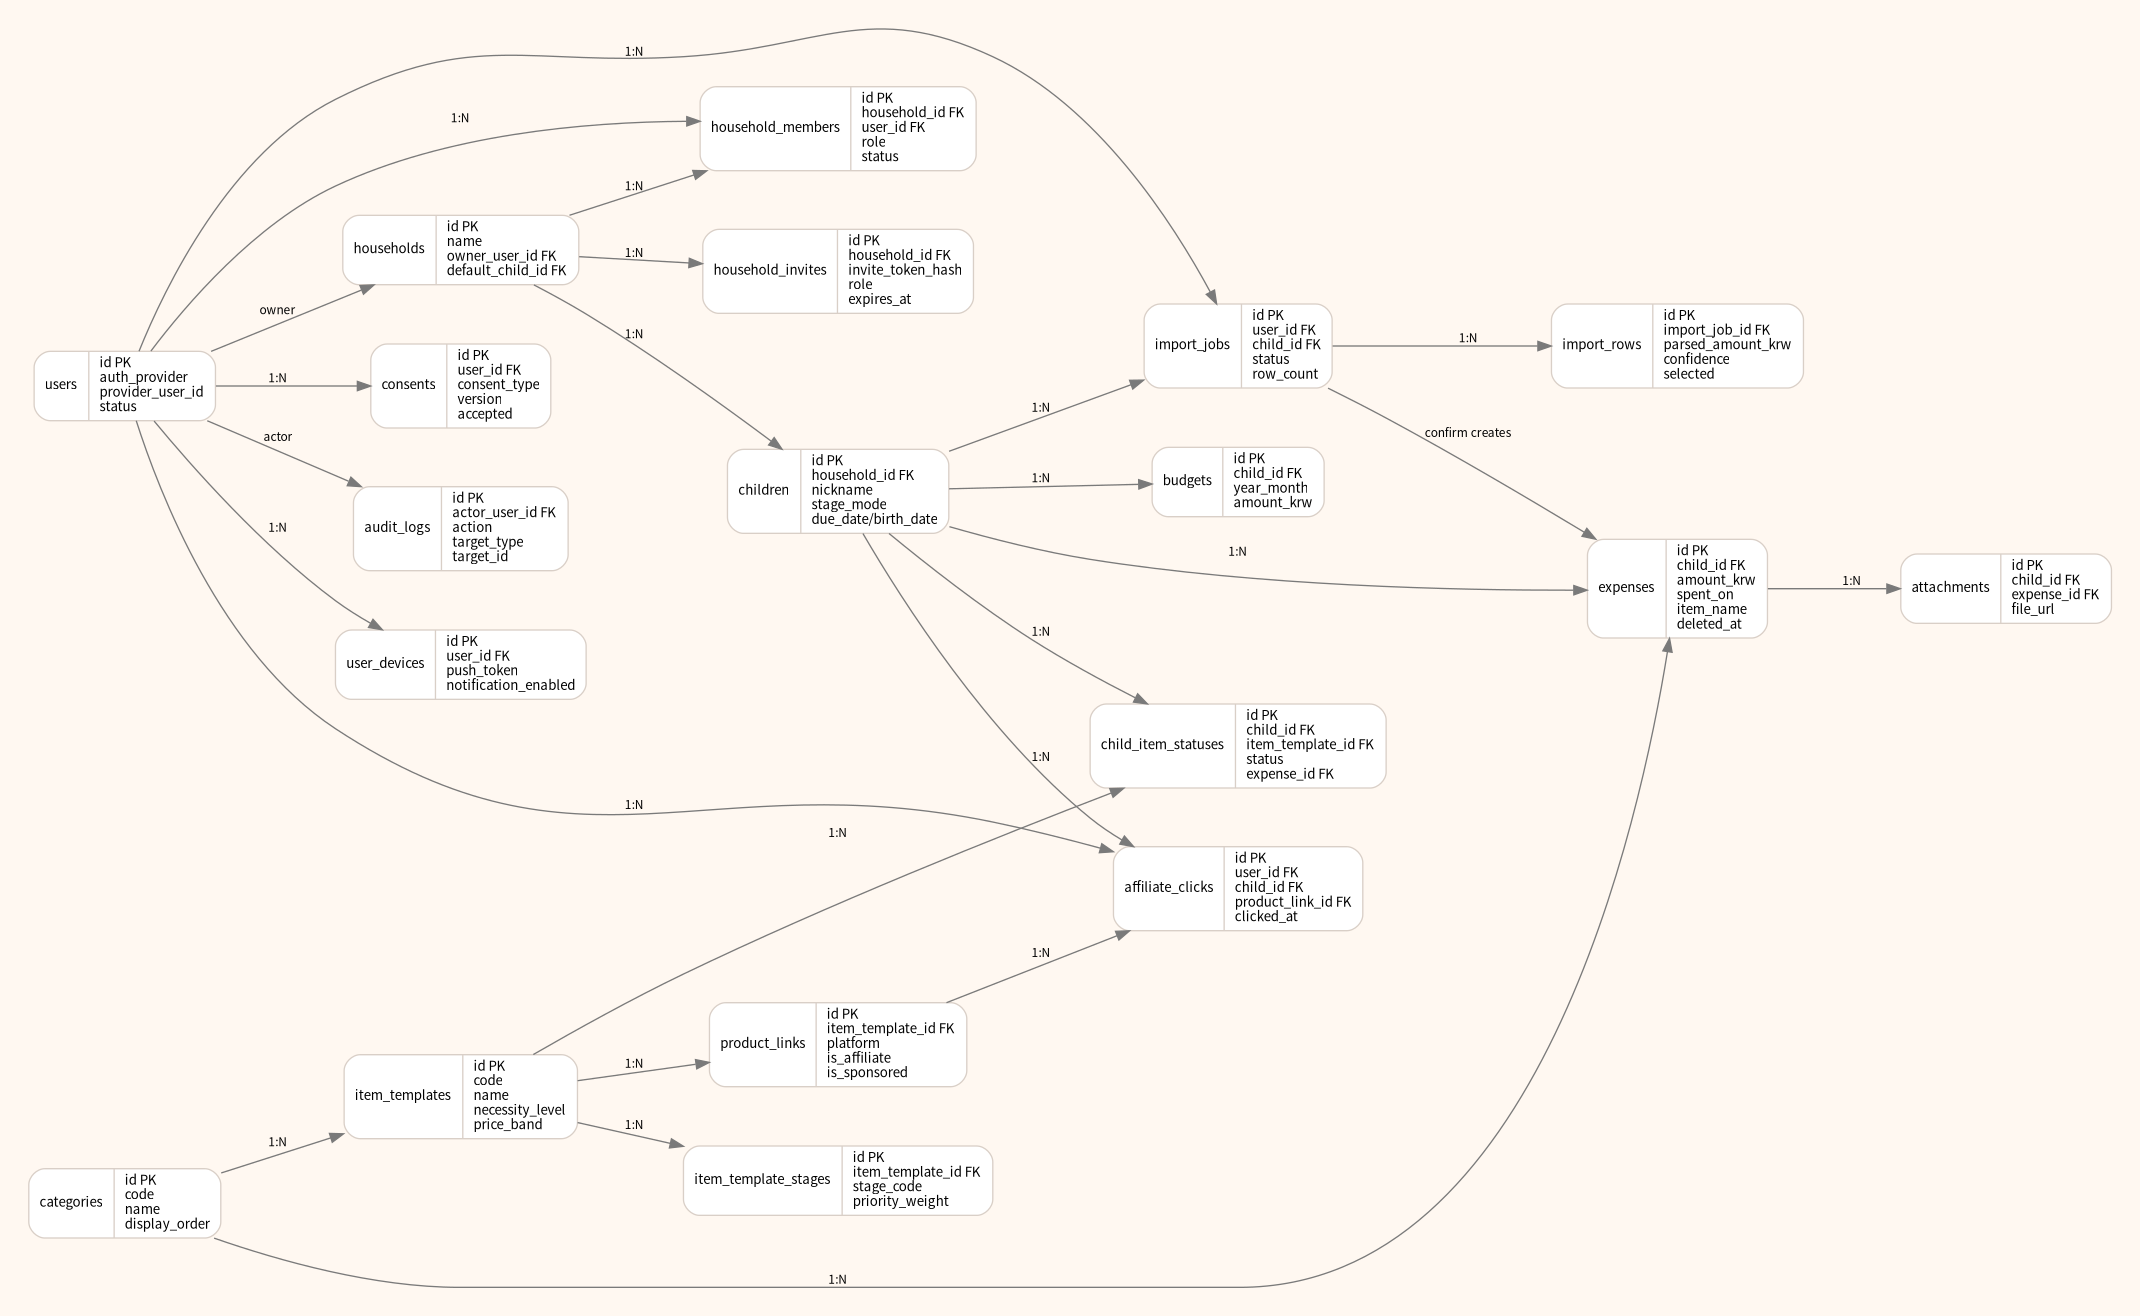 1:N
1:N
household_members
id PK
household_id FK
user_id FK
role
status
1:N
households
id PK
name
owner_user_id FK
default_child_id FK
1:N
household_invites
id PK
household_id FK
invite_token_hash
role
expires_at
owner
1:N
users
id PK
auth_provider
provider_user_id
status
1:N
consents
id PK
user_id FK
consent_type
version
accepted
import_jobs
id PK
user_id FK
child_id FK
status
row_count
1:N
import_rows
id PK
import_job_id FK
parsed_amount_krw
confidence
selected
1:N
confirm creates
actor
audit_logs
id PK
actor_user_id FK
action
target_type
target_id
children
id PK
household_id FK
nickname
stage_mode
due_date/birth_date
1:N
budgets
id PK
child_id FK
year_month
amount_krw
1:N
1:N
expenses
id PK
child_id FK
amount_krw
spent_on
item_name
deleted_at
1:N
attachments
id PK
child_id FK
expense_id FK
file_url
user_devices
id PK
user_id FK
push_token
notification_enabled
1:N
child_item_statuses
id PK
child_id FK
item_template_id FK
status
expense_id FK
1:N
1:N
1:N
affiliate_clicks
id PK
user_id FK
child_id FK
product_link_id FK
clicked_at
1:N
product_links
id PK
item_template_id FK
platform
is_affiliate
is_sponsored
1:N
item_templates
id PK
code
name
necessity_level
price_band
1:N
1:N
item_template_stages
id PK
item_template_id FK
stage_code
priority_weight
categories
id PK
code
name
display_order
1:N